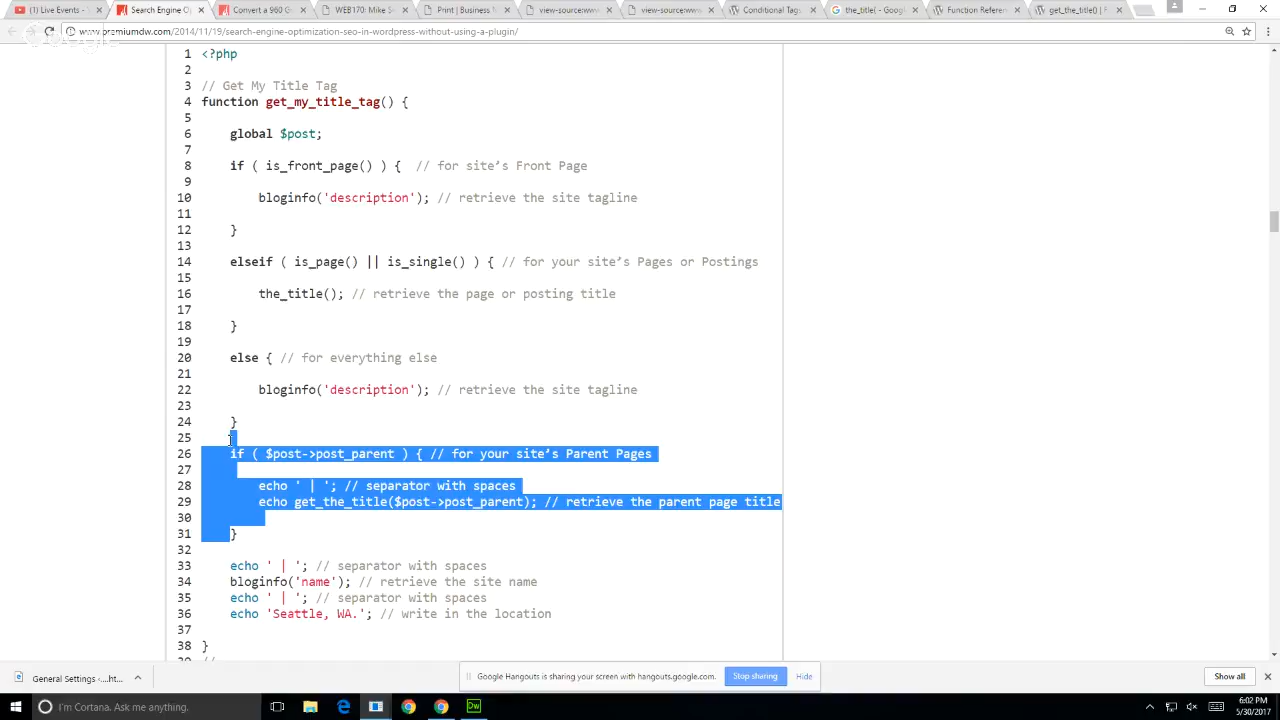 Live Events - 
Search Engine O
Convert a 960 G
WEB170: Mike S
Print | Business
view-source:www
view-source:www
Conditional Tags
the_title() - Goog
Function Referen
get_the_title() | 
www.premiumdw.com/2014/11/19/search-engine-optimization-seo-in-wordpress-without-using-a-plugin/
1 <?php
2
3 // Get My Title Tag
4 function get_my_title_tag() {
5
6 global $post;
7
8 if ( is_front_page() ) { // for site’s Front Page
9
10 bloginfo('description'); // retrieve the site tagline
11
12 }
13
14 elseif ( is_page() || is_single() ) { // for your site’s Pages or Postings
15
16 the_title(); // retrieve the page or posting title
17
18 }
19
20 else { // for everything else
21
22 bloginfo('description'); // retrieve the site tagline
23
24 }
25
26 if ( $post->post_parent ) { // for your site’s Parent Pages
27
28 echo ' | '; // separator with spaces
29 echo get_the_title($post->post_parent); // retrieve the parent page title
30
31 }
32
33 echo ' | '; // separator with spaces
34 bloginfo('name'); // retrieve the site name
35 echo ' | '; // separator with spaces
36 echo 'Seattle, WA.'; // write in the location
37
38 }
39 //
Google Hangouts is sharing your screen with hangouts.google.com.
Stop sharing
Hide
General Settings ‹....ht...
Show all
I'm Cortana. Ask me anything.
Dw
6:02 PM
5/30/2017